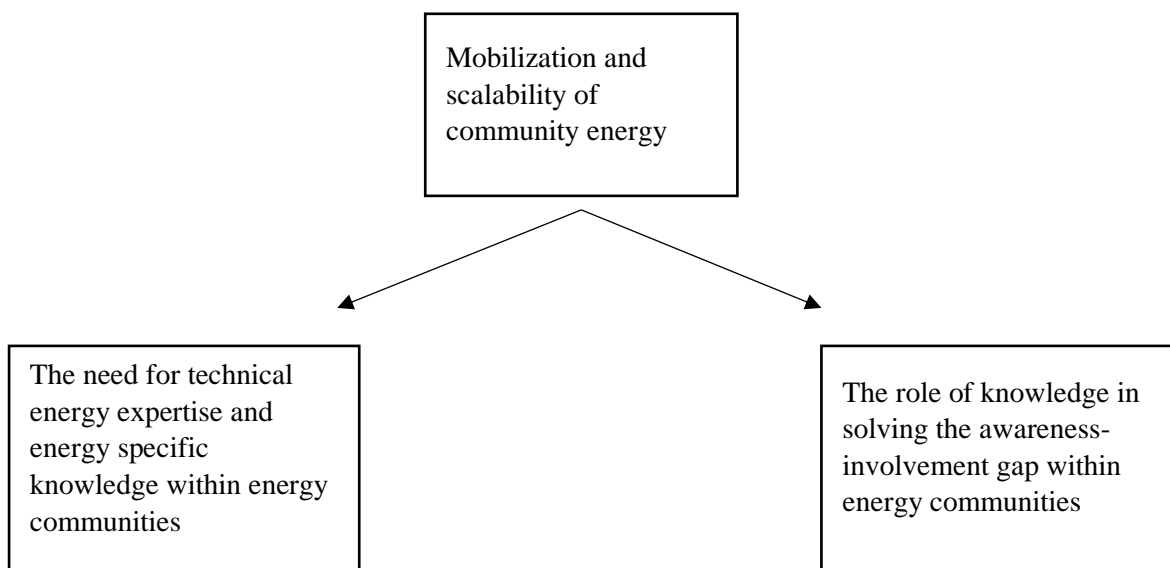 Mobilization and
scalability of
community energy
The need for technical
energy expertise and
energy specific
knowledge within energy
communities
The role of knowledge in
solving the awareness-
involvement gap within
energy communities